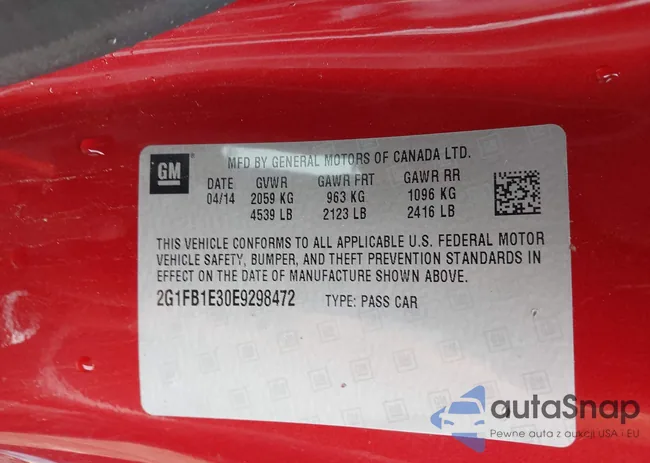 GM
MFD BY GENERAL MOTORS OF CANADA LTD.
DATE GVWR GAWR FRT GAWR RR
04/14 2059 KG 963 KG 1096 KG
4539 LB 2123 LB 2416 LB
THIS VEHICLE CONFORMS TO ALL APPLICABLE U.S. FEDERAL MOTOR
VEHICLE SAFETY, BUMPER, AND THEFT PREVENTION STANDARDS IN
EFFECT ON THE DATE OF MANUFACTURE SHOWN ABOVE.
2G1FB1E30E9298472 TYPE: PASS CAR
autaSnap
Pewne auta z aukcji USA i EU